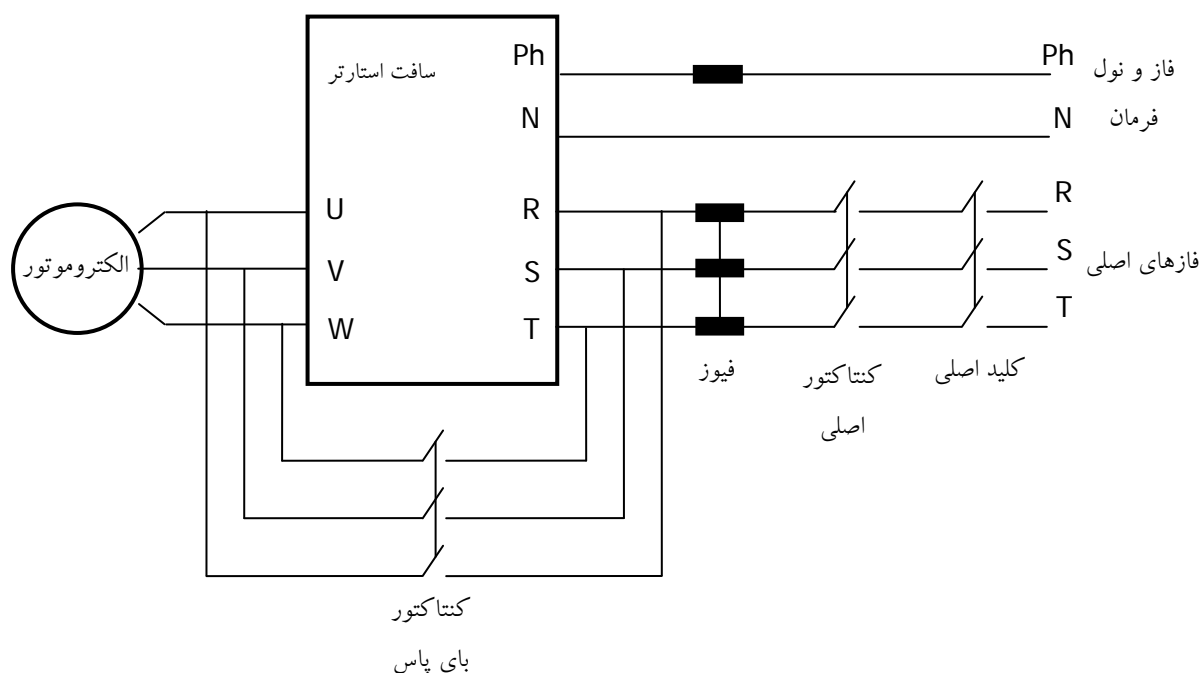 سافت استارتر
Ph
Ph
فاز و نول
فرمان
N
N
U
R
R
الکتروموتور
V
S
S
فازهای اصلی
W
T
T
فیوز
کنتاکتور
اصلی
کلید اصلی
کنتاکتور
بای پاس